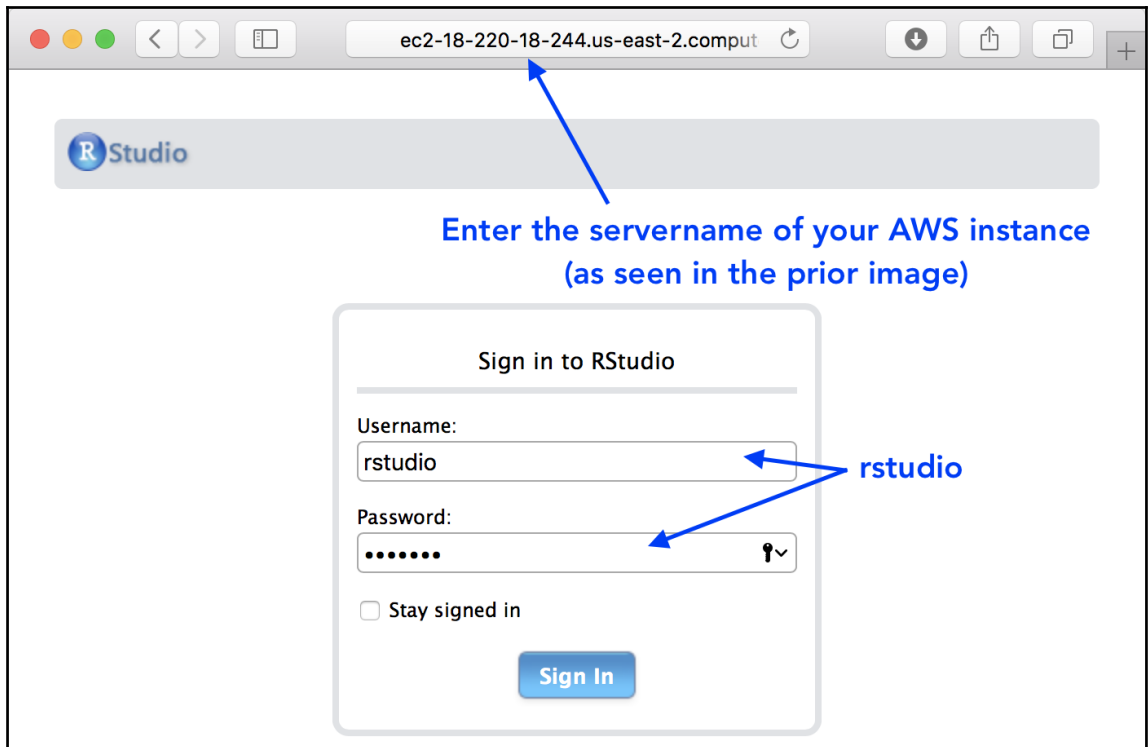 ec2-18-220-18-244.us-east-2.comput
R Studio
Enter the servername of your AWS instance
(as seen in the prior image)
Sign in to RStudio
Username:
rstudio
rstudio
Password:
•••••••
Stay signed in
Sign In